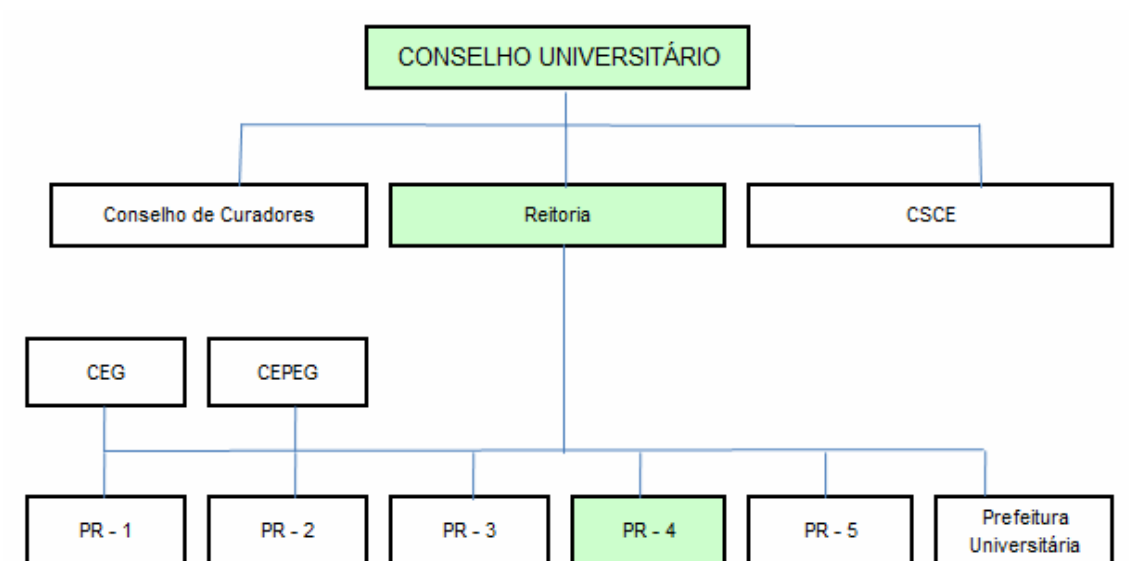 CONSELHO UNIVERSITÁRIO
Conselho de Curadores
Reitoria
CSCE
CEG
CEPEG
PR - 1
PR - 2
PR - 3
PR - 4
PR - 5
Prefeitura
Universitária